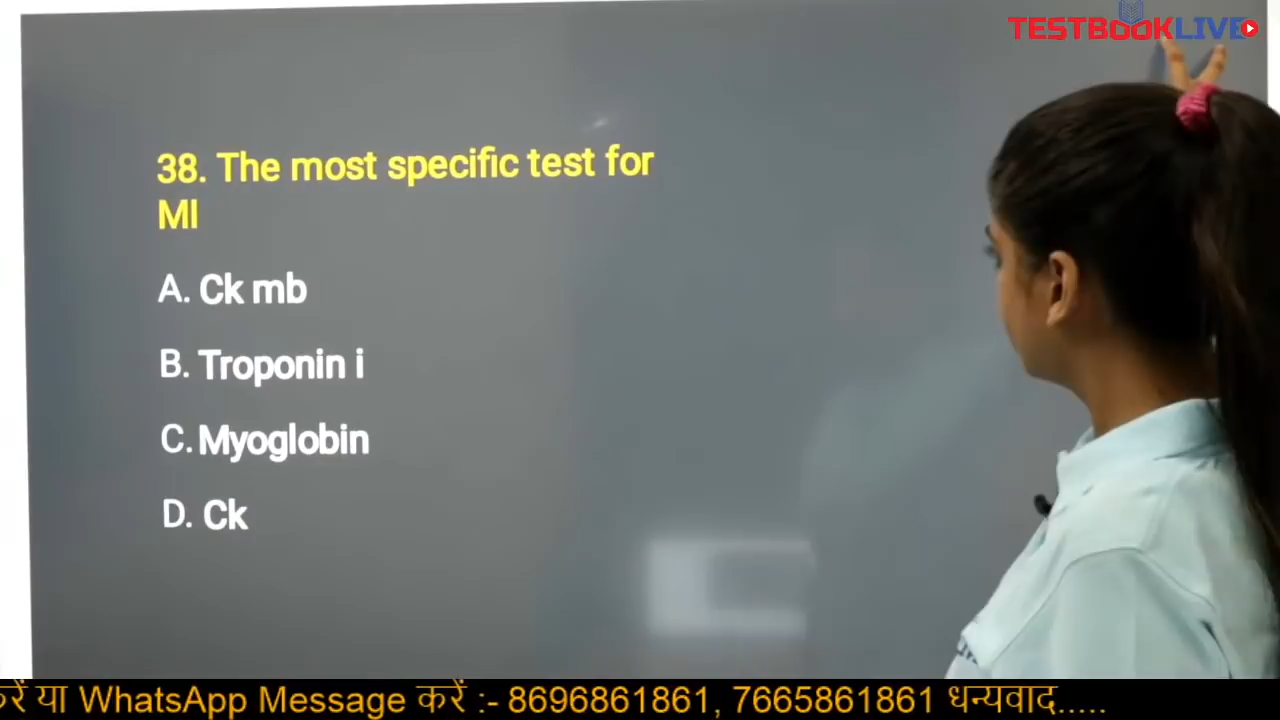 TESTBOOKLIVE
38. The most specific test for
MI
A. Ck mb
B. Troponin i
C. Myoglobin
D. Ck
करें या WhatsApp Message करें :- 8696861861, 7665861861 धन्यवाद.....